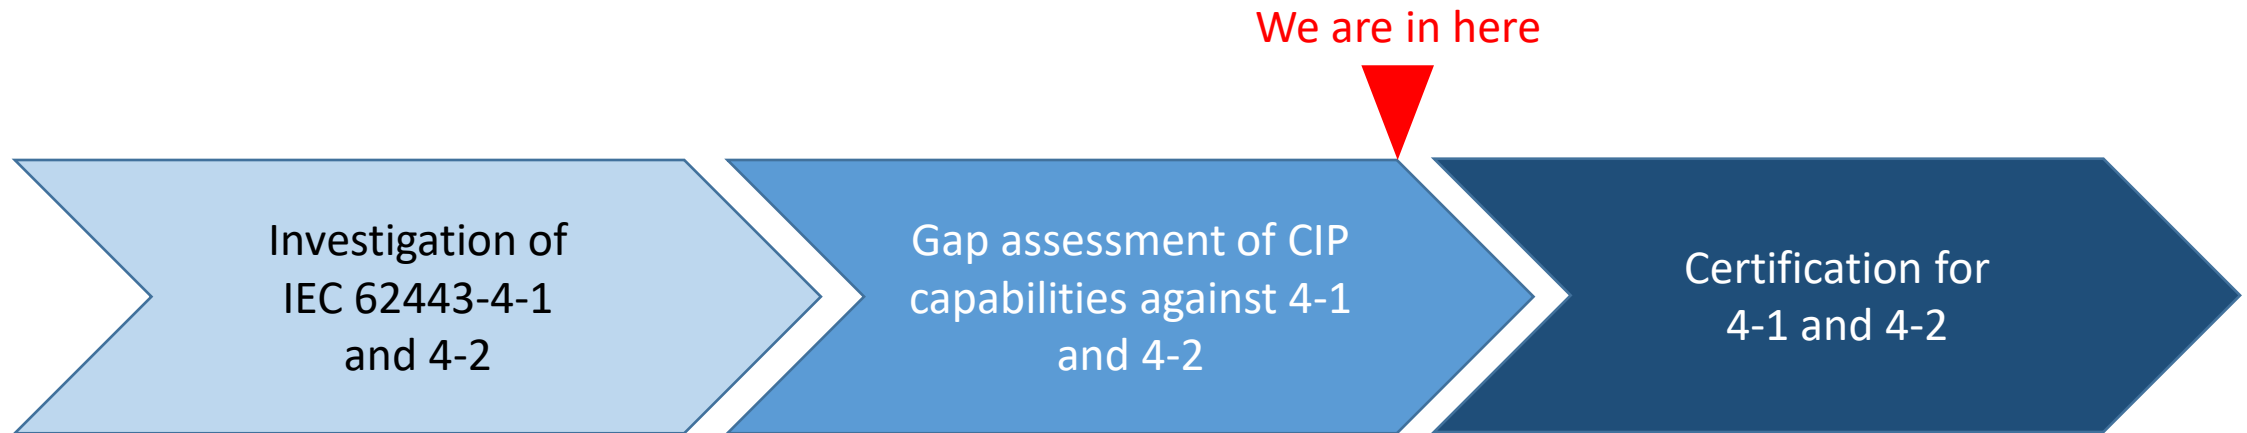 We are in here
Investigation of
IEC 62443-4-1
and 4-2
Gap assessment of CIP
capabilities against 4-1
and 4-2
Certification for
4-1 and 4-2